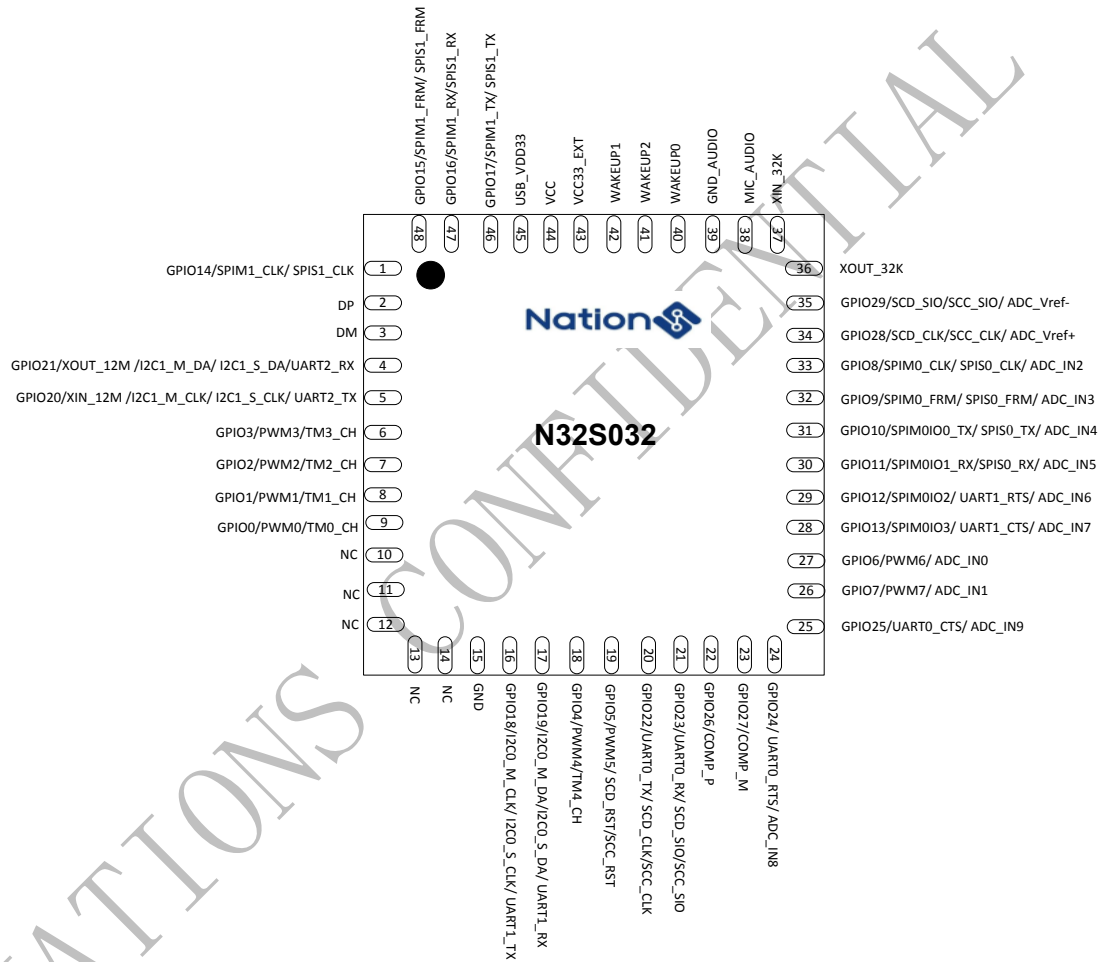 GPIO15/SPIM1_FRM/ SPIS1_FRM
GPIO16/SPIM1_RX/SPIS1_RX
GPIO17/SPIM1_TX/ SPIS1_TX
USB_VDD33
VCC
VCC33_EXT
WAKEUP1
WAKEUP2
WAKEUP0
GND_AUDIO
MIC_AUDIO
XIN_32K
48
47
46
45
44
43
42
41
40
39
38
37
GPIO14/SPIM1_CLK/ SPIS1_CLK 1
DP 2
DM 3
GPIO21/XOUT_12M /I2C1_M_DA/ I2C1_S_DA/UART2_RX 4
GPIO20/XIN_12M /I2C1_M_CLK/ I2C1_S_CLK/ UART2_TX 5
GPIO3/PWM3/TM3_CH 6
GPIO2/PWM2/TM2_CH 7
GPIO1/PWM1/TM1_CH 8
GPIO0/PWM0/TM0_CH 9
NC 10
NC 11
NC 12
Nation
N32S032
36 XOUT_32K
35 GPIO29/SCD_SIO/SCC_SIO/ ADC_Vref-
34 GPIO28/SCD_CLK/SCC_CLK/ ADC_Vref+
33 GPIO8/SPIM0_CLK/ SPIS0_CLK/ ADC_IN2
32 GPIO9/SPIM0_FRM/ SPIS0_FRM/ ADC_IN3
31 GPIO10/SPIM0IO0_TX/ SPIS0_TX/ ADC_IN4
30 GPIO11/SPIM0IO1_RX/SPIS0_RX/ ADC_IN5
29 GPIO12/SPIM0IO2/ UART1_RTS/ ADC_IN6
28 GPIO13/SPIM0IO3/ UART1_CTS/ ADC_IN7
27 GPIO6/PWM6/ ADC_IN0
26 GPIO7/PWM7/ ADC_IN1
25 GPIO25/UART0_CTS/ ADC_IN9
13
14
15
16
17
18
19
20
21
22
23
24
NC
NC
GND
GPIO18/I2C0_M_CLK/ I2C0_S_CLK/ UART1_TX
GPIO19/I2C0_M_DA/I2C0_S_DA/ UART1_RX
GPIO4/PWM4/TM4_CH
GPIO5/PWM5/ SCD_RST/SCC_RST
GPIO22/UART0_TX/ SCD_CLK/SCC_CLK
GPIO23/UART0_RX/ SCD_SIO/SCC_SIO
GPIO26/COMP_P
GPIO27/COMP_M
GPIO24/ UART0_RTS/ ADC_IN8
NATIONS CONFIDENTIAL